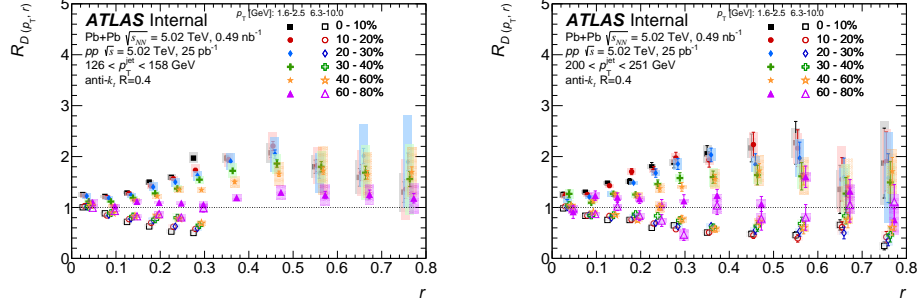 ATLAS Internal
p_T [GeV]: 1.6-2.5 6.3-10.0
Pb+Pb √s_NN = 5.02 TeV, 0.49 nb⁻¹
pp √s = 5.02 TeV, 25 pb⁻¹
126 < p_T^jet < 158 GeV
anti-k_t R=0.4
0 - 10%
10 - 20%
20 - 30%
30 - 40%
40 - 60%
60 - 80%
R_D (p_T, r)
5
4
3
2
1
0
0 0.1 0.2 0.3 0.4 0.5 0.6 0.7 0.8
r
ATLAS Internal
p_T [GeV]: 1.6-2.5 6.3-10.0
Pb+Pb √s_NN = 5.02 TeV, 0.49 nb⁻¹
pp √s = 5.02 TeV, 25 pb⁻¹
200 < p_T^jet < 251 GeV
anti-k_t R=0.4
0 - 10%
10 - 20%
20 - 30%
30 - 40%
40 - 60%
60 - 80%
R_D (p_T, r)
5
4
3
2
1
0
0 0.1 0.2 0.3 0.4 0.5 0.6 0.7 0.8
r